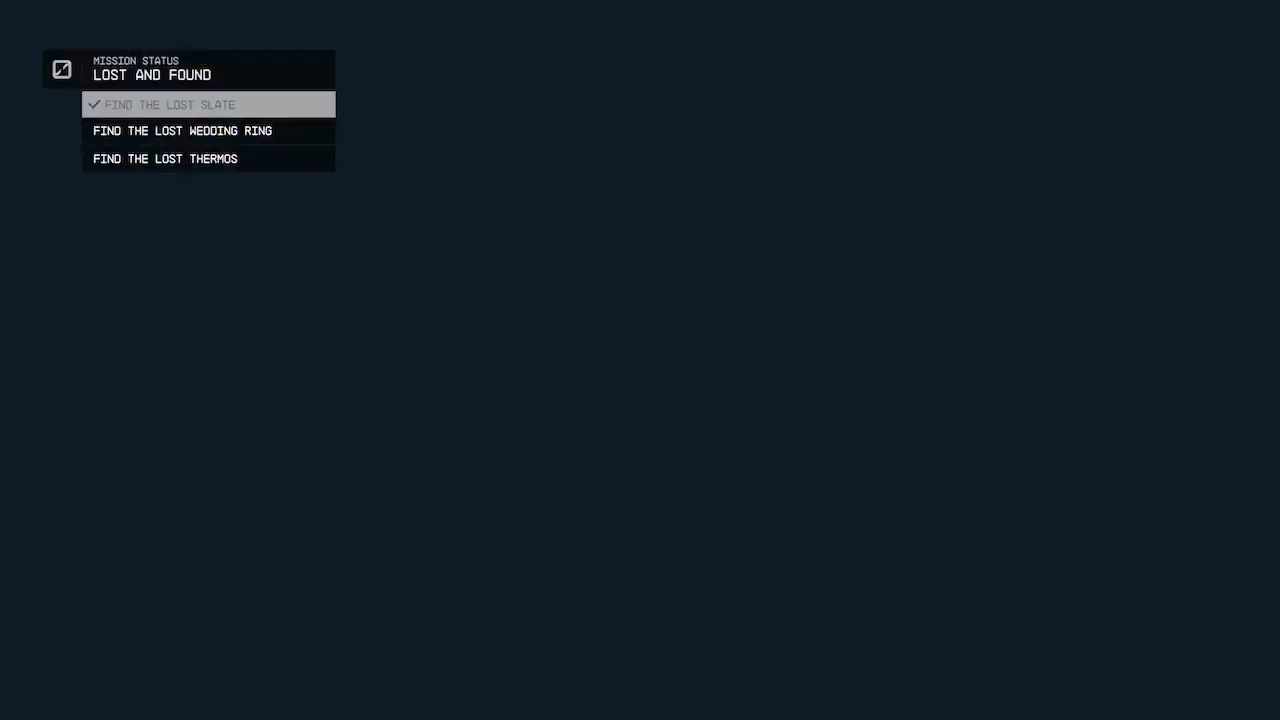 MISSION STATUS
LOST AND FOUND
FIND THE LOST SLATE
FIND THE LOST WEDDING RING
FIND THE LOST THERMOS